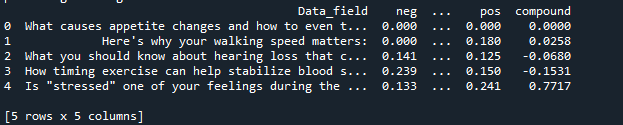 Data_field neg ... pos compound
0 What causes appetite changes and how to even t... 0.000 ... 0.000 0.0000
1 Here's why your walking speed matters: 0.000 ... 0.180 0.0258
2 What you should know about hearing loss that c... 0.141 ... 0.125 -0.0680
3 How timing exercise can help stabilize blood s... 0.239 ... 0.150 -0.1531
4 Is "stressed" one of your feelings during the ... 0.133 ... 0.241 0.7717
[5 rows x 5 columns]